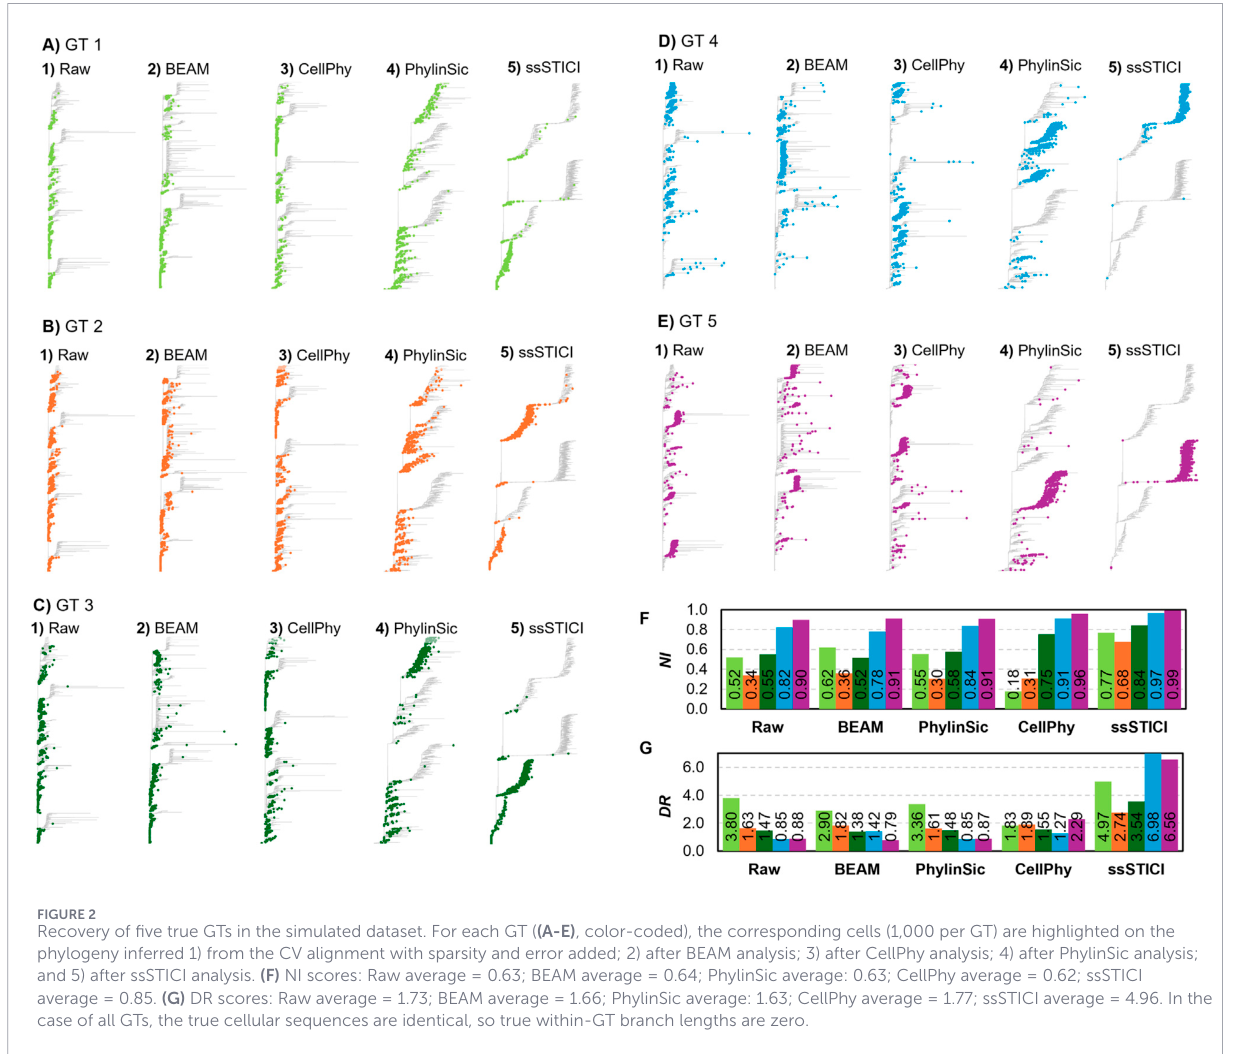 A) GT 1
1) Raw
2) BEAM
3) CellPhy
4) PhylinSic
5) ssSTICI
B) GT 2
1) Raw
2) BEAM
3) CellPhy
4) PhylinSic
5) ssSTICI
C) GT 3
1) Raw
2) BEAM
3) CellPhy
4) PhylinSic
5) ssSTICI
D) GT 4
1) Raw
2) BEAM
3) CellPhy
4) PhylinSic
5) ssSTICI
E) GT 5
1) Raw
2) BEAM
3) CellPhy
4) PhylinSic
5) ssSTICI
F
NI
1.0
0.8
0.6
0.4
0.2
0.0
0.52 0.34 0.55 0.82 0.90
0.62 0.36 0.52 0.78 0.91
0.55 0.30 0.58 0.84 0.91
0.18 0.31 0.75 0.91 0.96
0.77 0.68 0.84 0.97 0.99
Raw BEAM PhylinSic CellPhy ssSTICI
G
DR
6.0
4.0
2.0
0.0
3.80 1.63 1.47 0.85 0.88
2.90 1.82 1.38 1.42 0.79
3.36 1.61 1.48 0.85 0.87
1.83 1.89 1.55 1.27 2.29
4.97 2.74 3.54 6.98 6.56
Raw BEAM PhylinSic CellPhy ssSTICI
FIGURE 2
Recovery of five true GTs in the simulated dataset. For each GT ((A-E), color-coded), the corresponding cells (1,000 per GT) are highlighted on the
phylogeny inferred 1) from the CV alignment with sparsity and error added; 2) after BEAM analysis; 3) after CellPhy analysis; 4) after PhylinSic analysis;
and 5) after ssSTICI analysis. (F) NI scores: Raw average = 0.63; BEAM average = 0.64; PhylinSic average: 0.63; CellPhy average = 0.62; ssSTICI
average = 0.85. (G) DR scores: Raw average = 1.73; BEAM average = 1.66; PhylinSic average: 1.63; CellPhy average = 1.77; ssSTICI average = 4.96. In the
case of all GTs, the true cellular sequences are identical, so true within-GT branch lengths are zero.